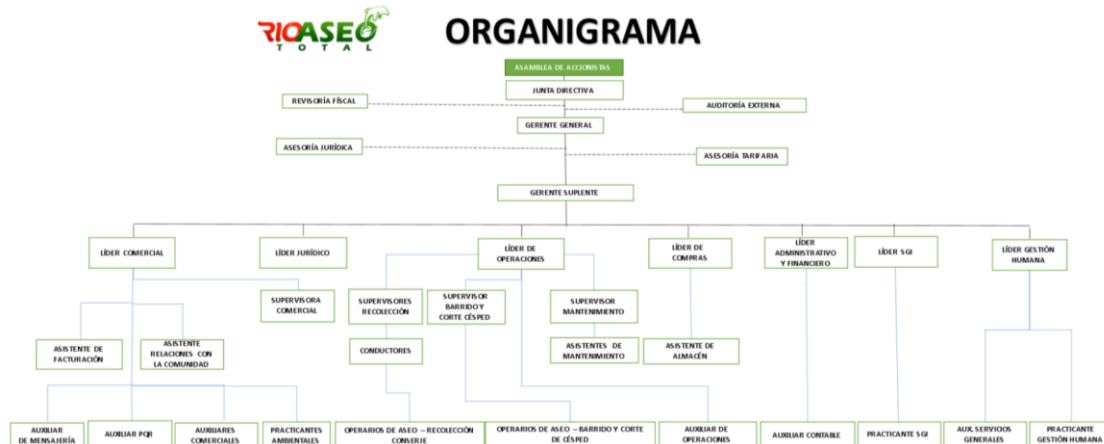 RIOASEO
TOTAL
ORGANIGRAMA
ASAMBLEA DE ACCIONISTAS
JUNTA DIRECTIVA
REVISORÍA FÍSCAL
AUDITORÍA EXTERNA
GERENTE GENERAL
ASESORÍA JURÍDICA
ASESORÍA TARIFARIA
GERENTE SUPLENTE
LÍDER COMERCIAL
LÍDER JURÍDICO
LÍDER DE
OPERACIONES
LÍDER DE
COMPRAS
LÍDER
ADMINISTRATIVO
Y FINANCIERO
LÍDER SGI
LÍDER GESTIÓN
HUMANA
SUPERVISORA
COMERCIAL
SUPERVISORES
RECOLECCIÓN
SUPERVISOR
BARRIDO Y
CORTE CÉSPED
SUPERVISOR
MANTENIMIENTO
ASISTENTE DE
FACTURACIÓN
ASISTENTE
RELACIONES CON
LA COMUNIDAD
CONDUCTORES
ASISTENTES DE
MANTENIMIENTO
ASISTENTE DE
ALMACÉN
AUXILIAR
DE MENSAJERÍA
AUXILIAR PQR
AUXILIARES
COMERCIALES
PRACTICANTES
AMBIENTALES
OPERARIOS DE ASEO – RECOLECCIÓN
CONSERJE
OPERARIOS DE ASEO – BARRIDO Y CORTE
DE CÉSPED
AUXILIAR DE
OPERACIONES
AUXILIAR CONTABLE
PRACTICANTE SGI
AUX. SERVICIOS
GENERALES
PRACTICANTE
GESTIÓN HUMANA